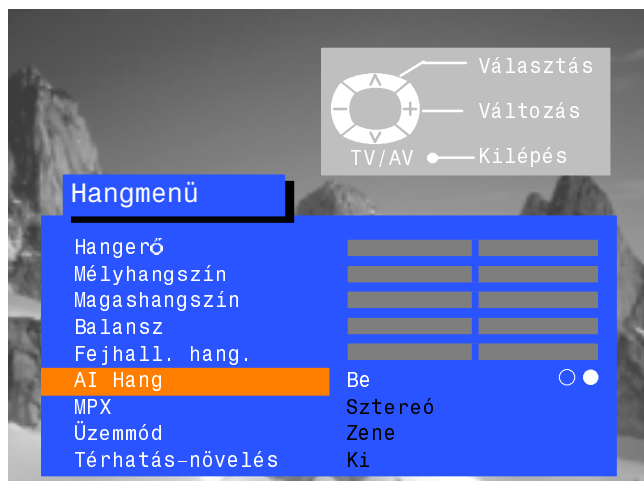 Választás
Változás
TV/AV Kilépés
Hangmenü
Hangerő
Mélyhangszín
Magashangszín
Balansz
Fejhall. hang.
AI Hang Be
MPX Sztereó
Üzemmód Zene
Térhatás-növelés Ki